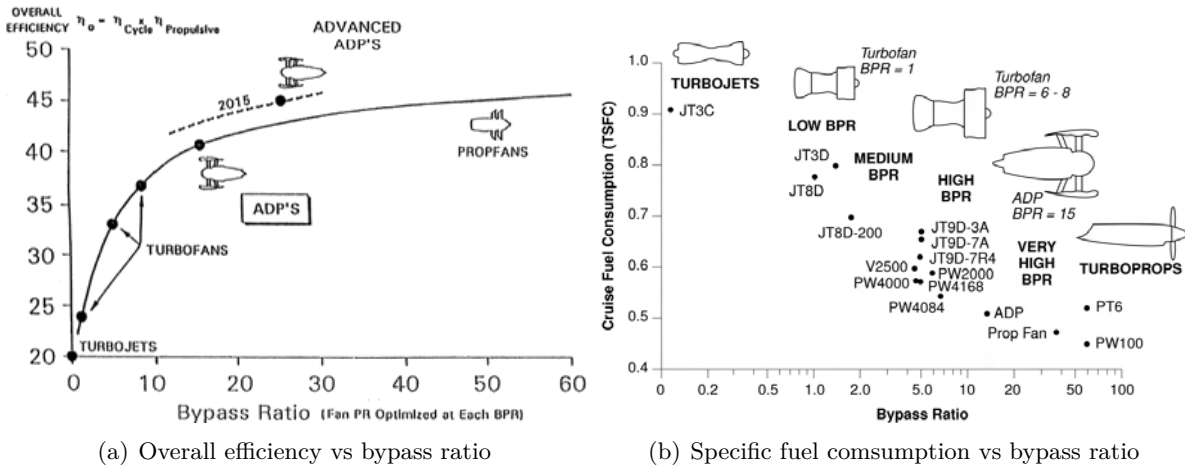 OVERALL
EFFICIENCY η₀ = η Cycle x η Propulsive
50
45
40
35
30
25
20
ADVANCED
ADP'S
2015
PROPFANS
ADP'S
TURBOFANS
TURBOJETS
0 10 20 30 40 50 60
Bypass Ratio (Fan PR Optimized at Each BPR)
(a) Overall efficiency vs bypass ratio
Cruise Fuel Consumption (TSFC)
1.0
0.9
0.8
0.7
0.6
0.5
0.4
TURBOJETS
JT3C
Turbofan
BPR = 1
LOW BPR
JT3D
JT8D
MEDIUM
BPR
JT8D-200
Turbofan
BPR = 6 - 8
HIGH
BPR
JT9D-3A
JT9D-7A
JT9D-7R4
V2500
PW2000
PW4000
PW4168
PW4084
ADP
BPR = 15
VERY
HIGH
BPR
ADP
Prop Fan
TURBOPROPS
PT6
PW100
0 0.2 0.5 1.0 2.0 5.0 10 20 50 100
Bypass Ratio
(b) Specific fuel comsumption vs bypass ratio